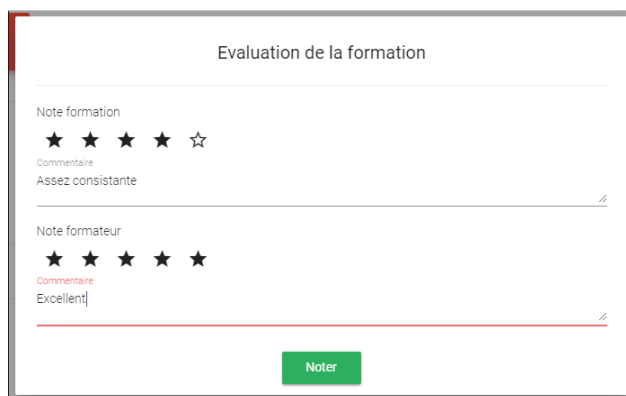 Evaluation de la formation
Note formation
Commentaire
Assez consistante
Note formateur
Commentaire
Excellent
Noter